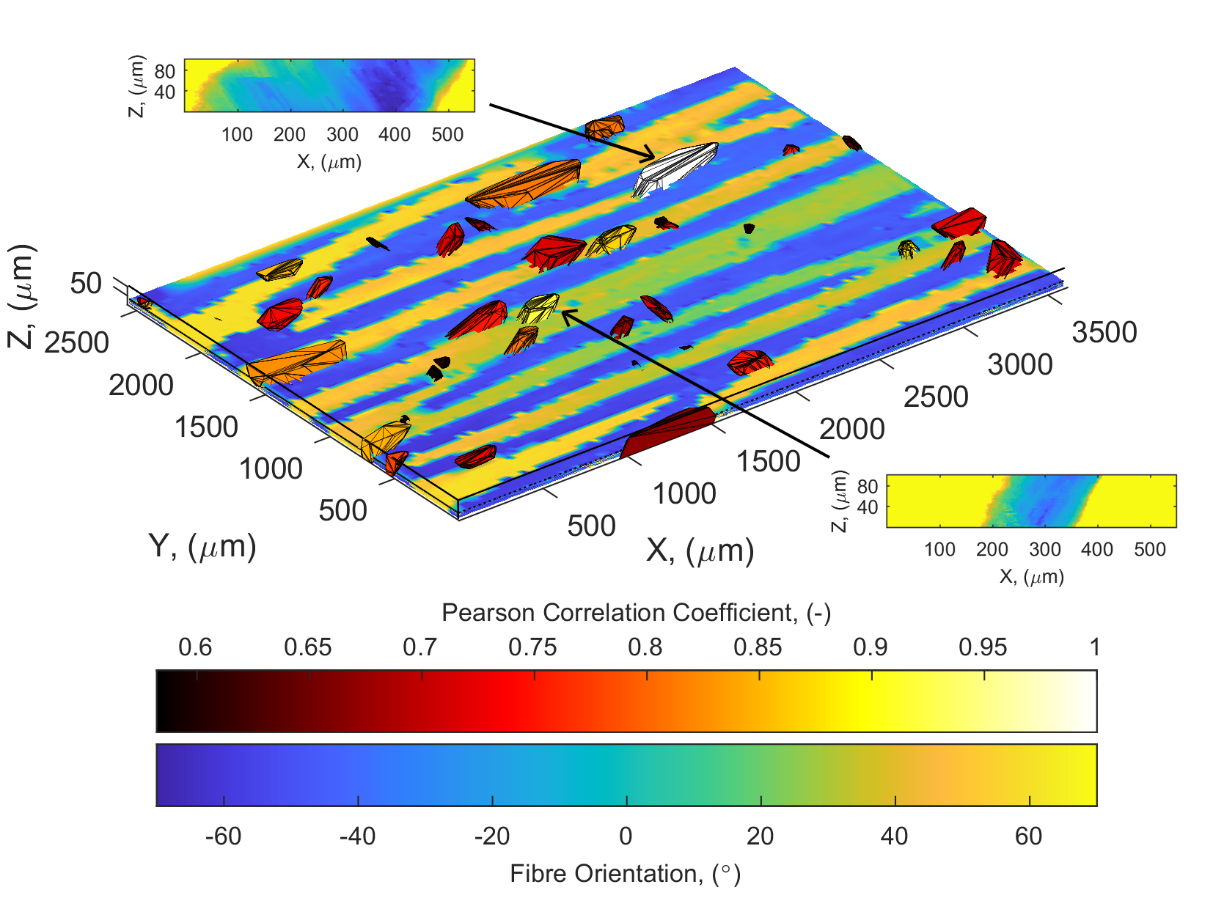 Z, (μm)
80
40
100 200 300 400 500
X, (μm)
Z, (μm)
50
2500
2000
1500
1000
500
Y, (μm)
3500
3000
2500
2000
1500
1000
500
X, (μm)
Z, (μm)
80
40
100 200 300 400 500
X, (μm)
Pearson Correlation Coefficient, (-)
0.6 0.65 0.7 0.75 0.8 0.85 0.9 0.95 1
-60 -40 -20 0 20 40 60
Fibre Orientation, (°)